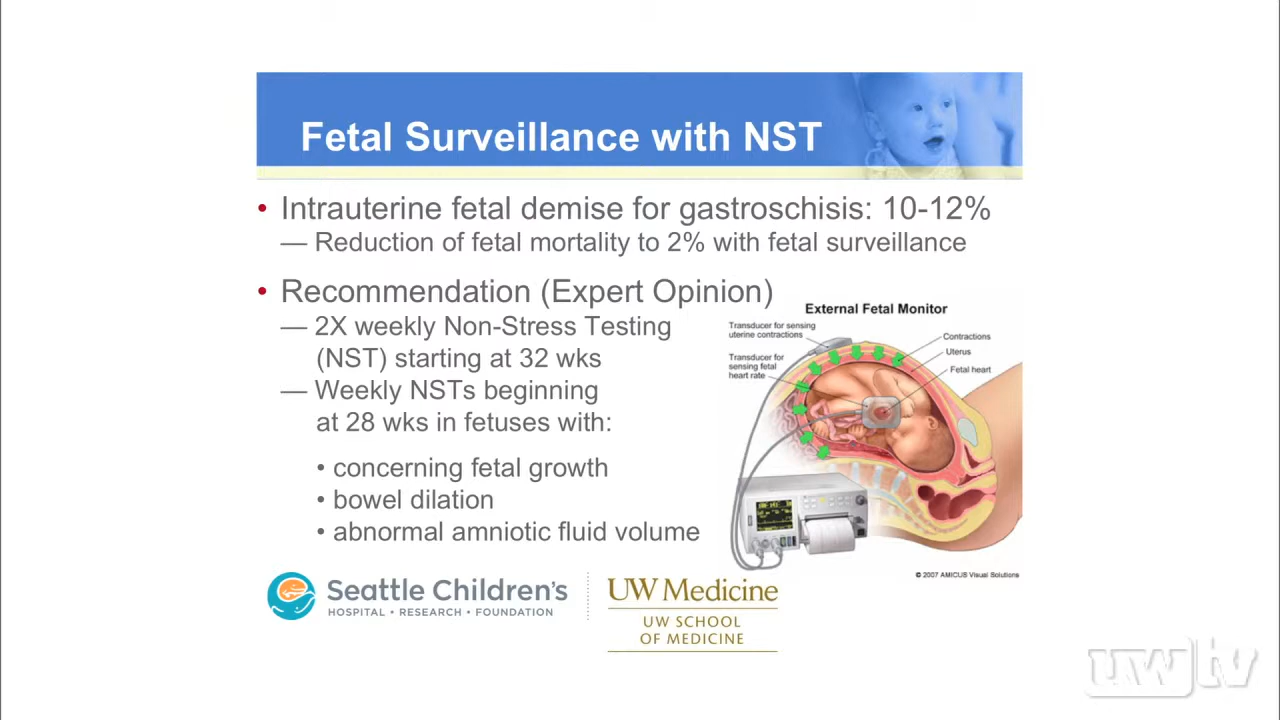 Fetal Surveillance with NST
• Intrauterine fetal demise for gastroschisis: 10-12%
— Reduction of fetal mortality to 2% with fetal surveillance
• Recommendation (Expert Opinion)
— 2X weekly Non-Stress Testing
(NST) starting at 32 wks
— Weekly NSTs beginning
at 28 wks in fetuses with:
• concerning fetal growth
• bowel dilation
• abnormal amniotic fluid volume
External Fetal Monitor
Transducer for sensing
uterine contractions
Transducer for
sensing fetal
heart rate
Contractions
Uterus
Fetal heart
© 2007 AMICUS Visual Solutions
Seattle Children's
HOSPITAL • RESEARCH • FOUNDATION
UW Medicine
UW SCHOOL
OF MEDICINE
uwtv